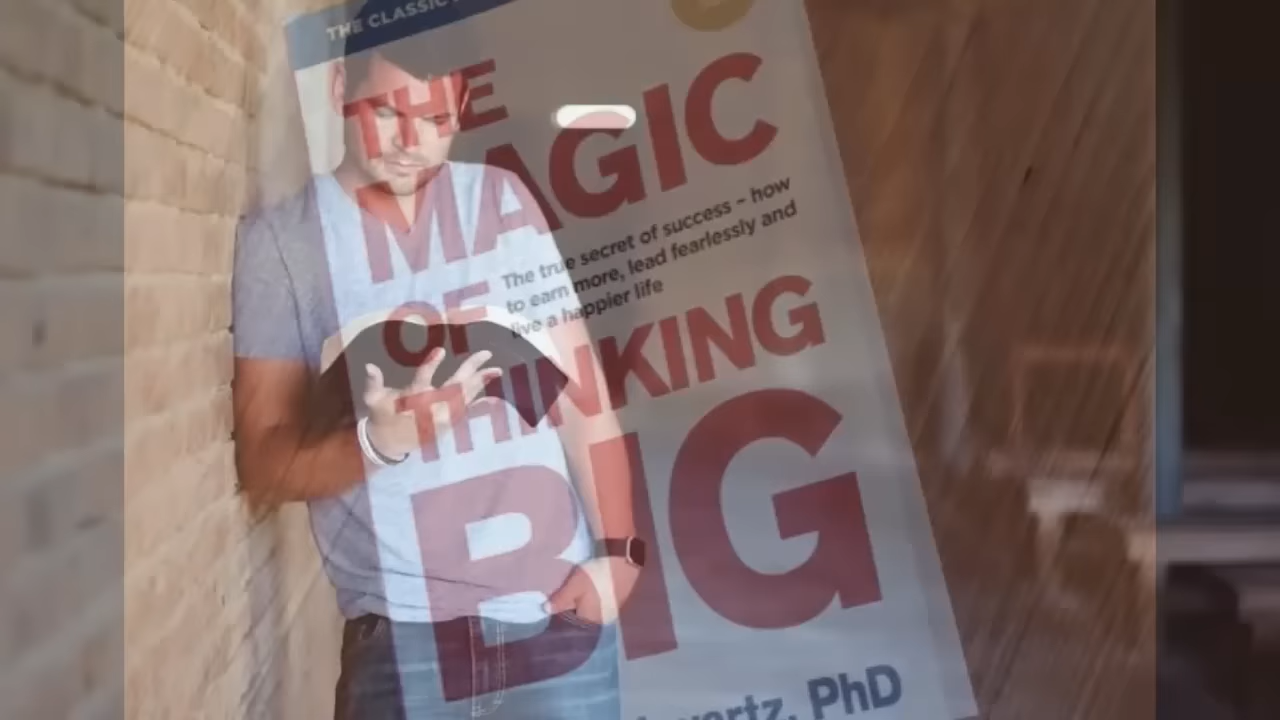 THE CLASSIC
THE
MAGIC
The true secret of success – how
to earn more, lead fearlessly and
live a happier life
OF
THINKING
BIG
PhD